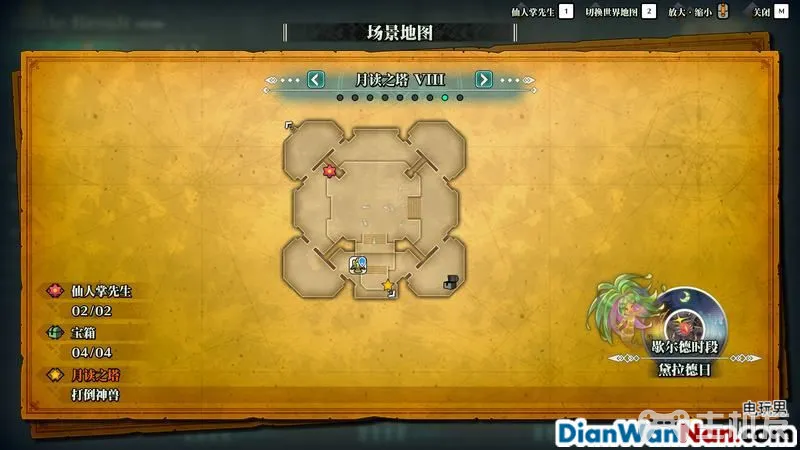 仙人掌先生 1 切换世界地图 2 放大·缩小 关闭 M
场景地图
月读之塔 VIII
仙人掌先生
02/02
宝箱
04/04
月读之塔
打倒神兽
歇尔德时段
黛拉德日
电玩男
DianWanNan.com